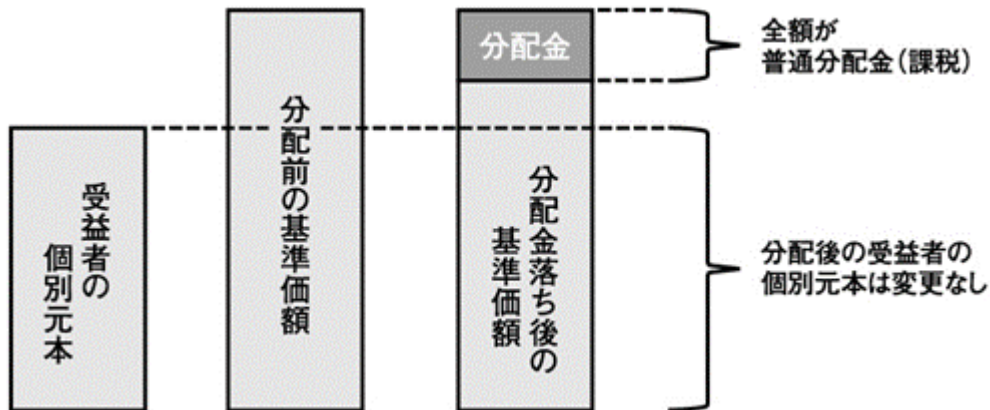 受益者の
個別元本
分配前の基準価額
分配金
分配金落ち後の
基準価額
全額が
普通分配金(課税)
分配後の受益者の
個別元本は変更なし